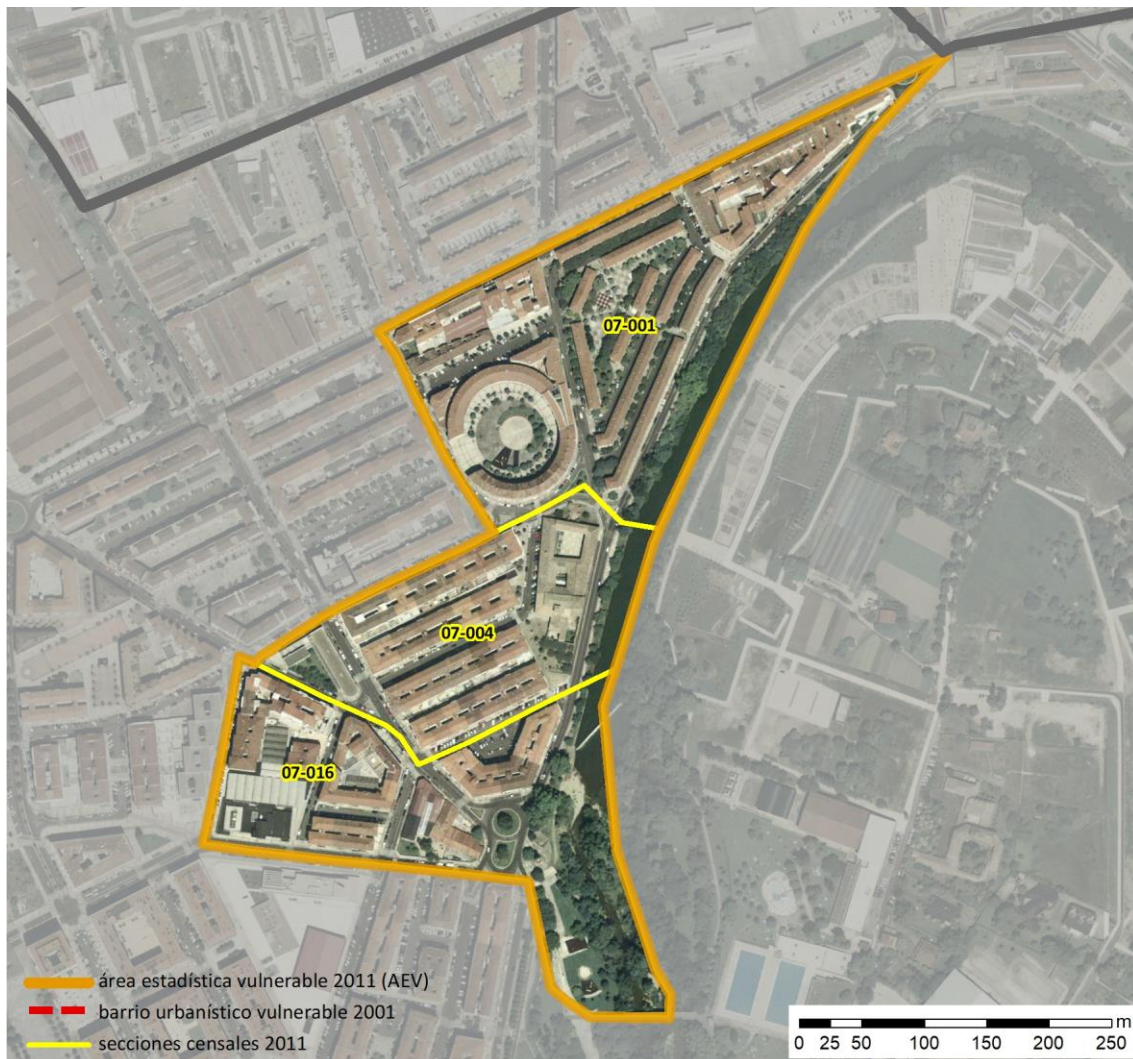 07-001
07-004
07-016
área estadística vulnerable 2011 (AEV)
barrio urbanístico vulnerable 2001
secciones censales 2011
m
0 25 50 100 150 200 250